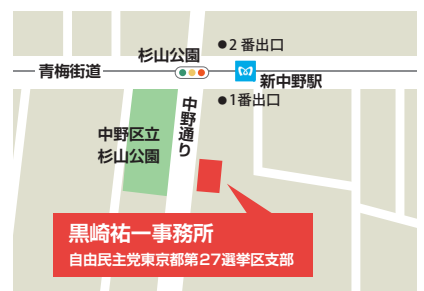 杉山公園
●2番出口
青梅街道
新中野駅
●1番出口
中野通り
中野区立
杉山公園
黒崎祐一事務所
自由民主党東京都第27選挙区支部